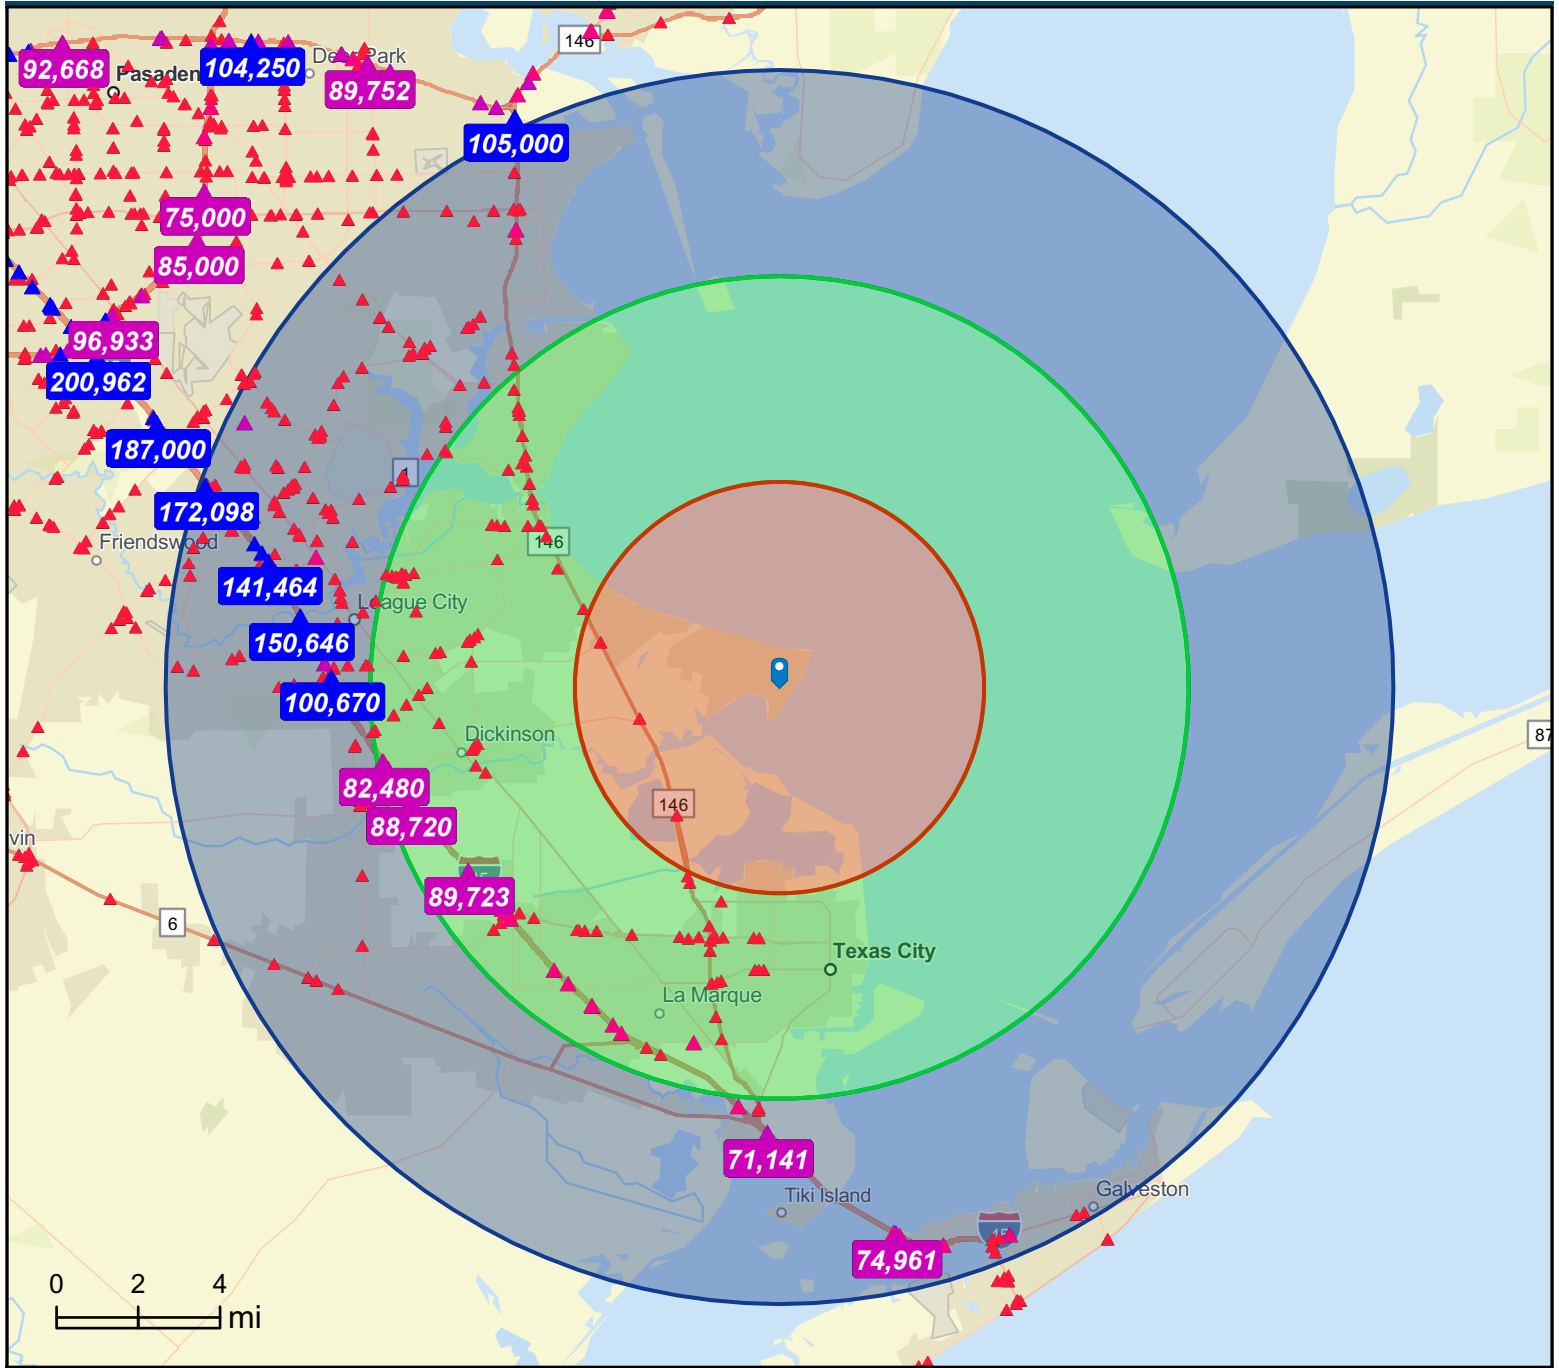 146
Deer Park
92,668
Pasaden
104,250
89,752
105,000
75,000
85,000
96,933
200,962
187,000
1
172,098
Friendswood
146
141,464
League City
150,646
100,670
Dickinson
87
82,480
146
88,720
vin
45
89,723
6
Texas City
La Marque
71,141
Tiki Island
Galveston
45
74,961
0 2 4
mi